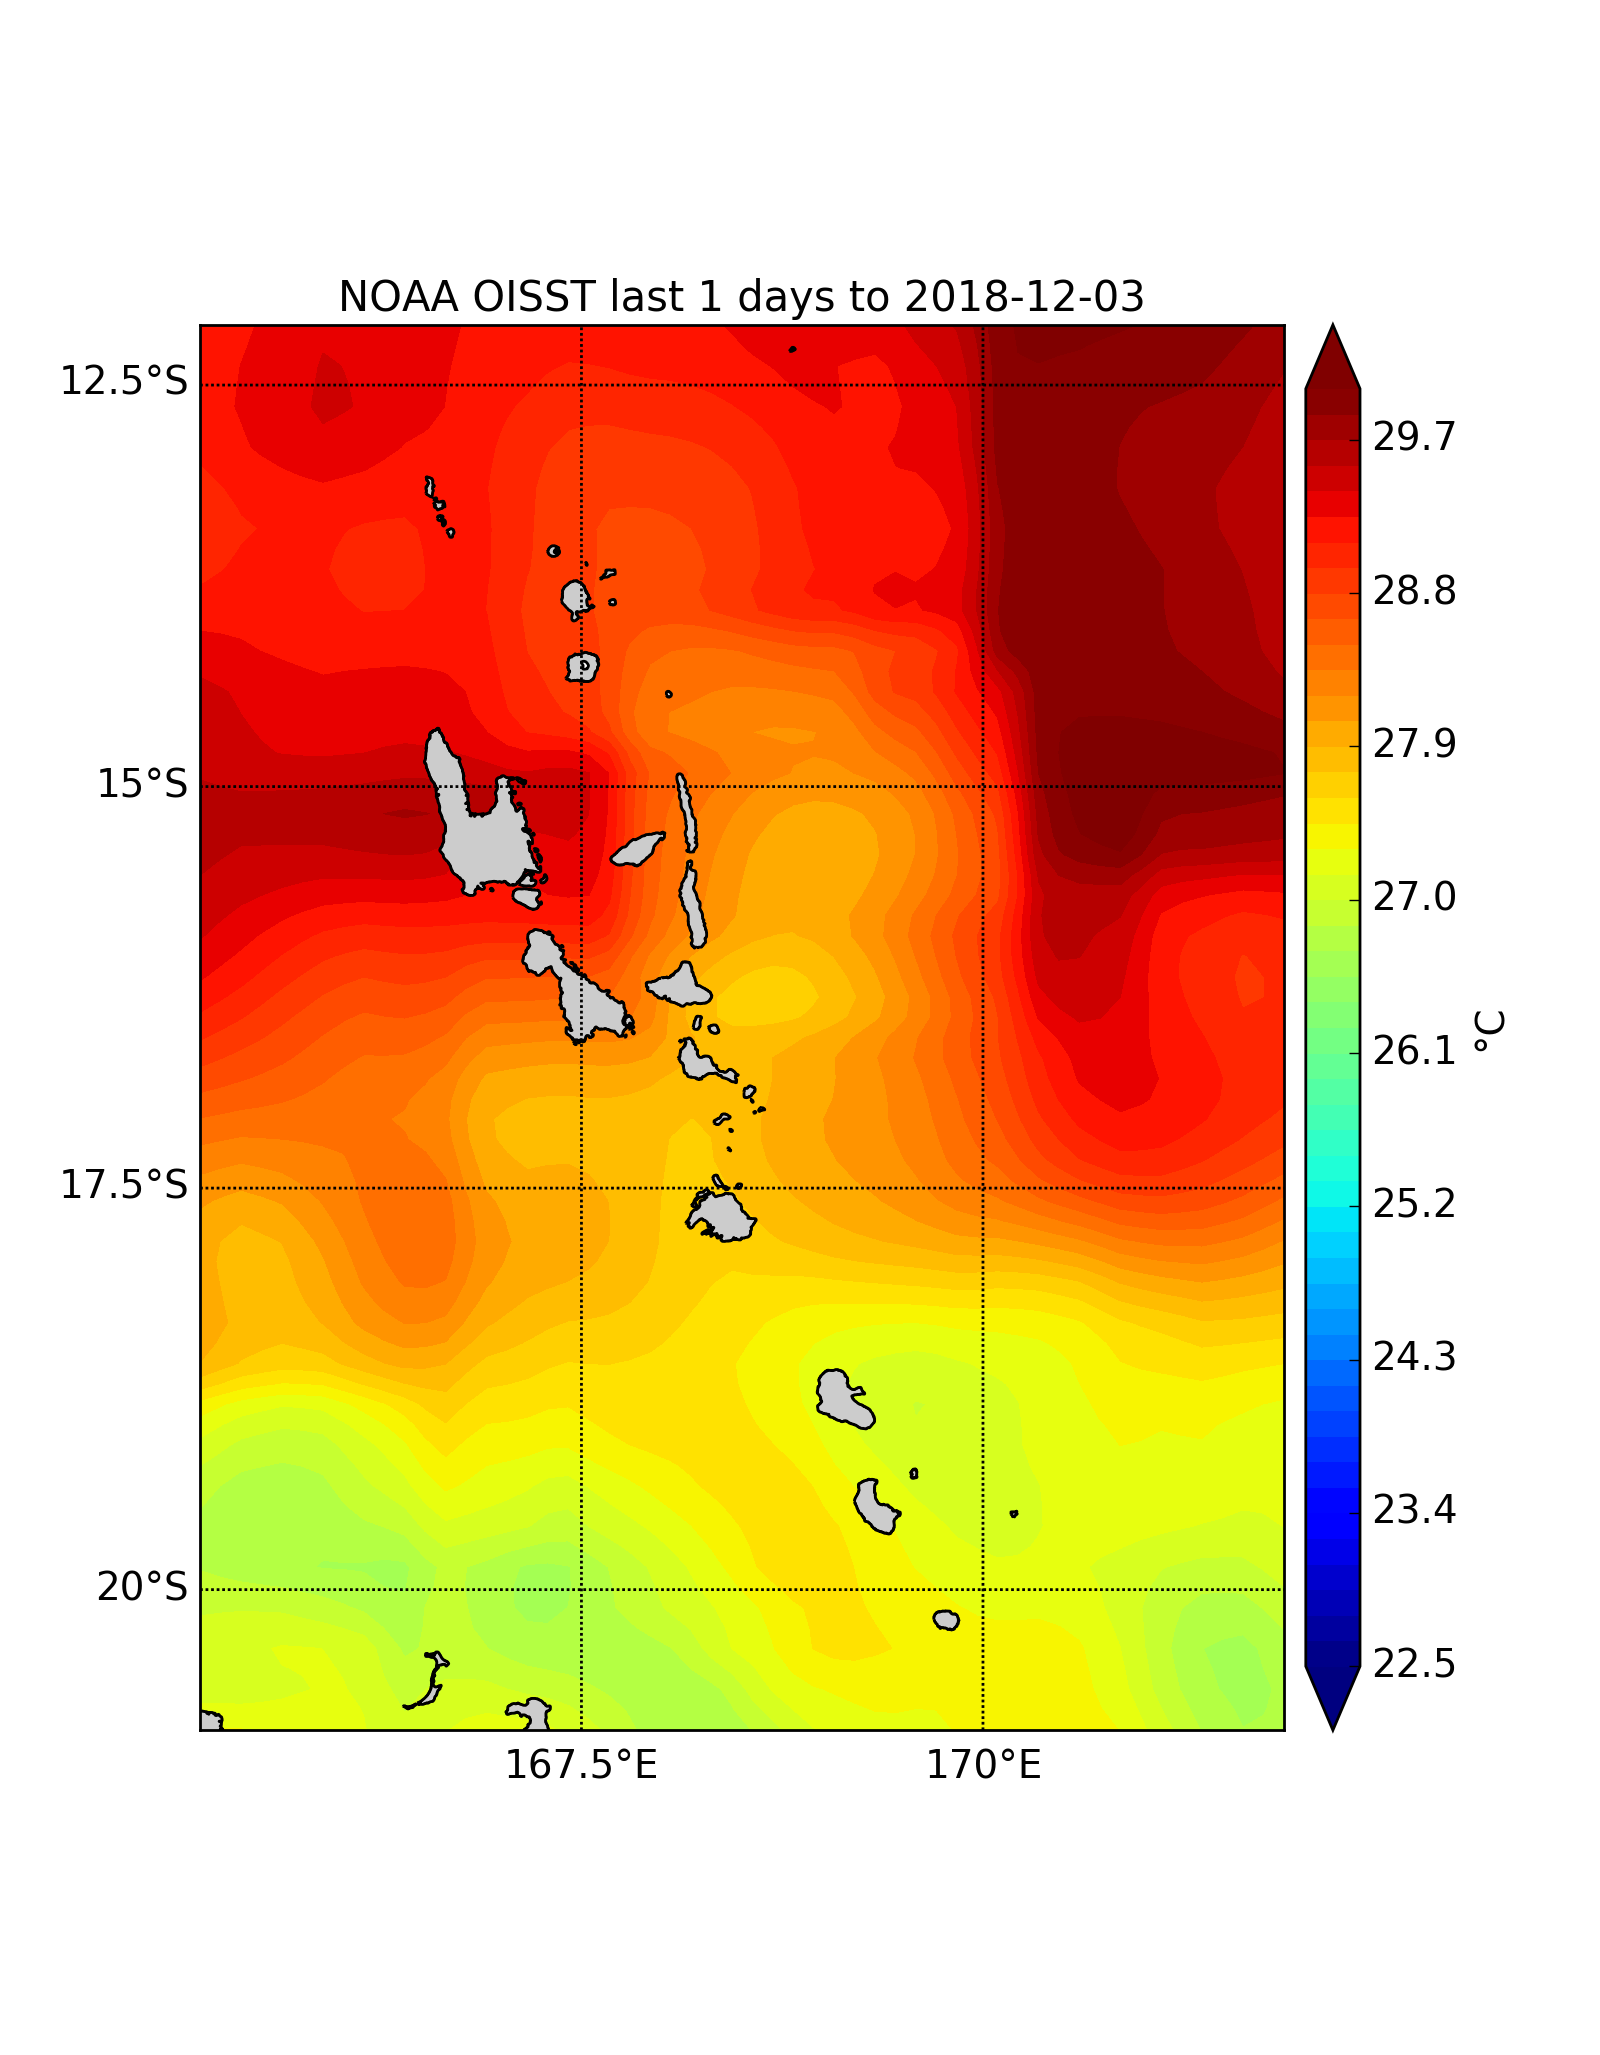 NOAA OISST last 1 days to 2018-12-03
12.5°S
15°S
17.5°S
20°S
167.5°E
170°E
29.7
28.8
27.9
27.0
26.1
25.2
24.3
23.4
22.5
°C